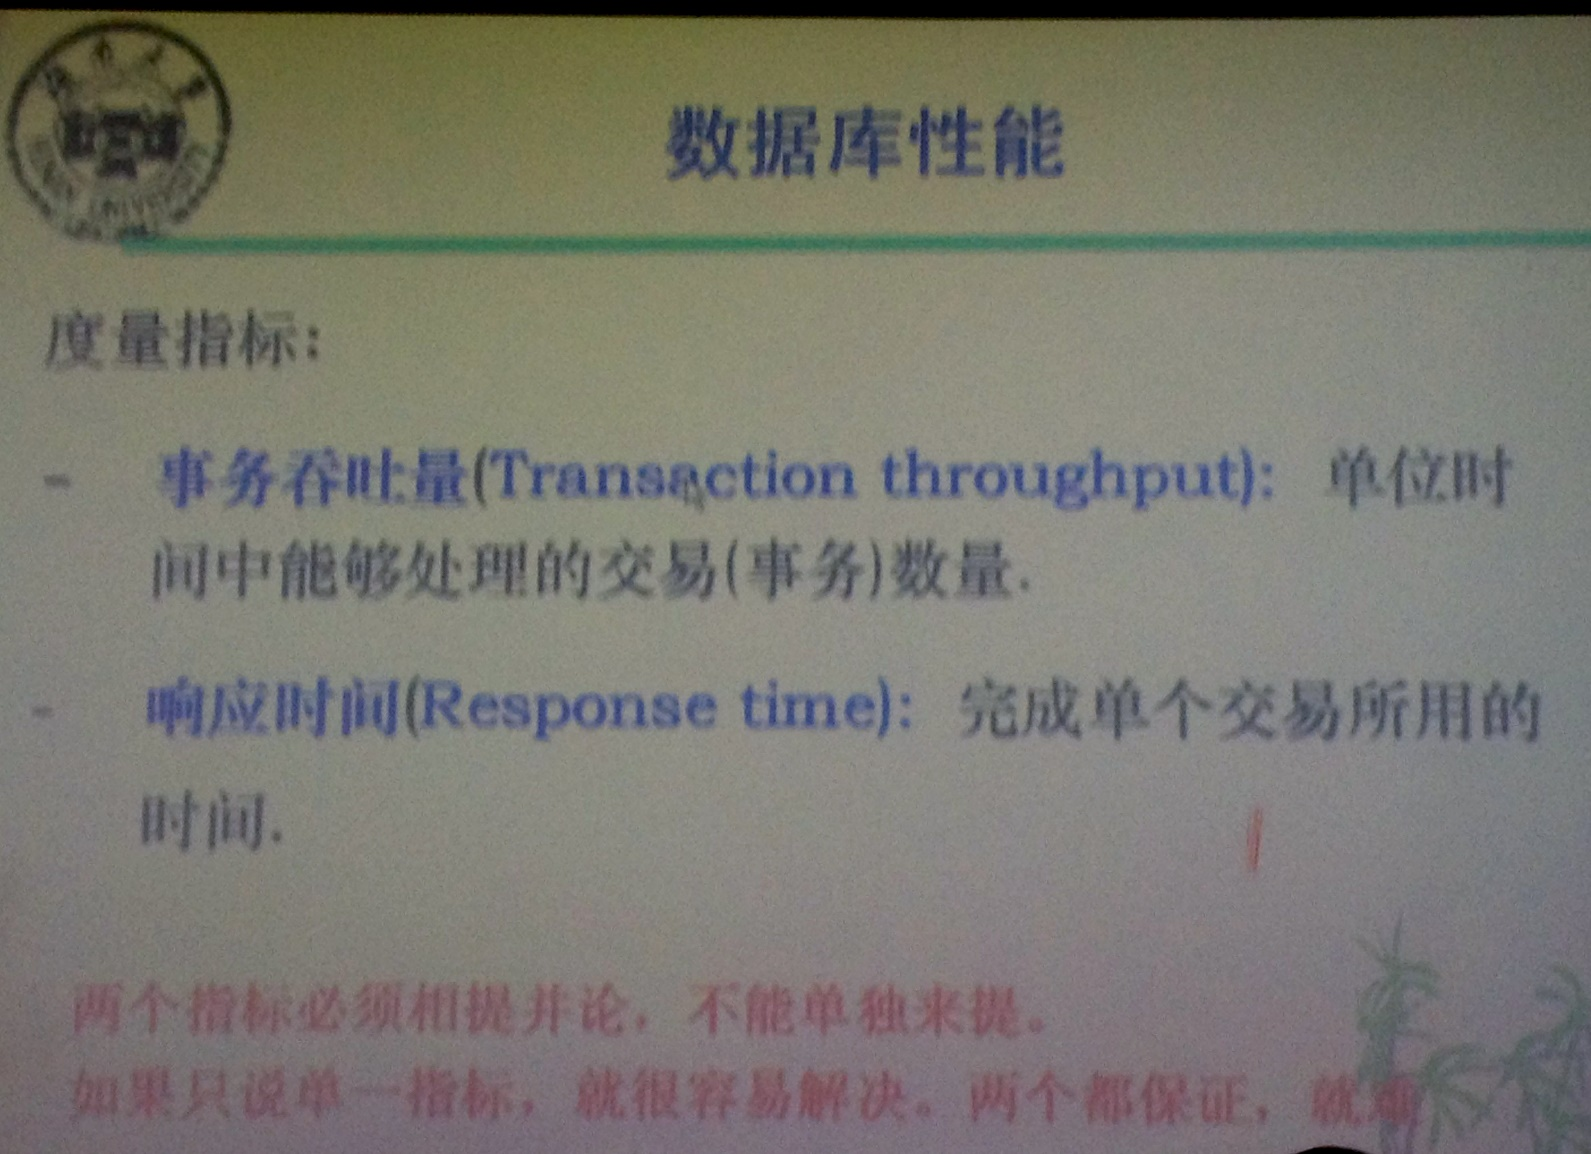 数据库性能
度量指标:
- 事务吞吐量(Transaction throughput): 单位时
间中能够处理的交易(事务)数量.
- 响应时间(Response time): 完成单个交易所用的
时间.
两个指标必须相提并论，不能单独来提。
如果只说单一指标，就很容易解决。两个都保证，就难
UNIVERSITY